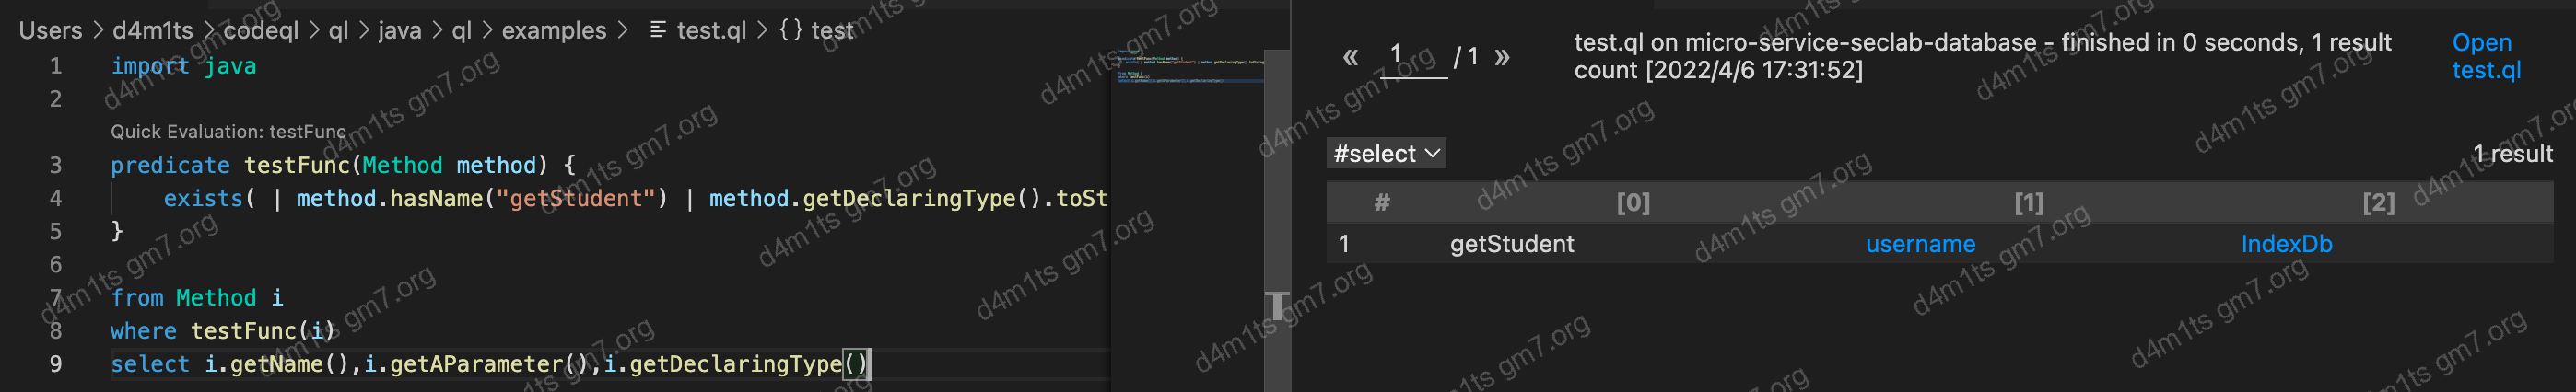 Users > d4m1ts > codeql > ql > java > ql > examples > test.ql > {} test
1 import java
2
Quick Evaluation: testFunc
3 predicate testFunc(Method method) {
4 exists( | method.hasName("getStudent") | method.getDeclaringType().toSt
5 }
6
7 from Method i
8 where testFunc(i)
9 select i.getName(),i.getAParameter(),i.getDeclaringType()
« 1 / 1 »
test.ql on micro-service-seclab-database - finished in 0 seconds, 1 result
count [2022/4/6 17:31:52]
Open
test.ql
#select
1 result
# [0] [1] [2]
1 getStudent username IndexDb
d4m1ts gm7.org